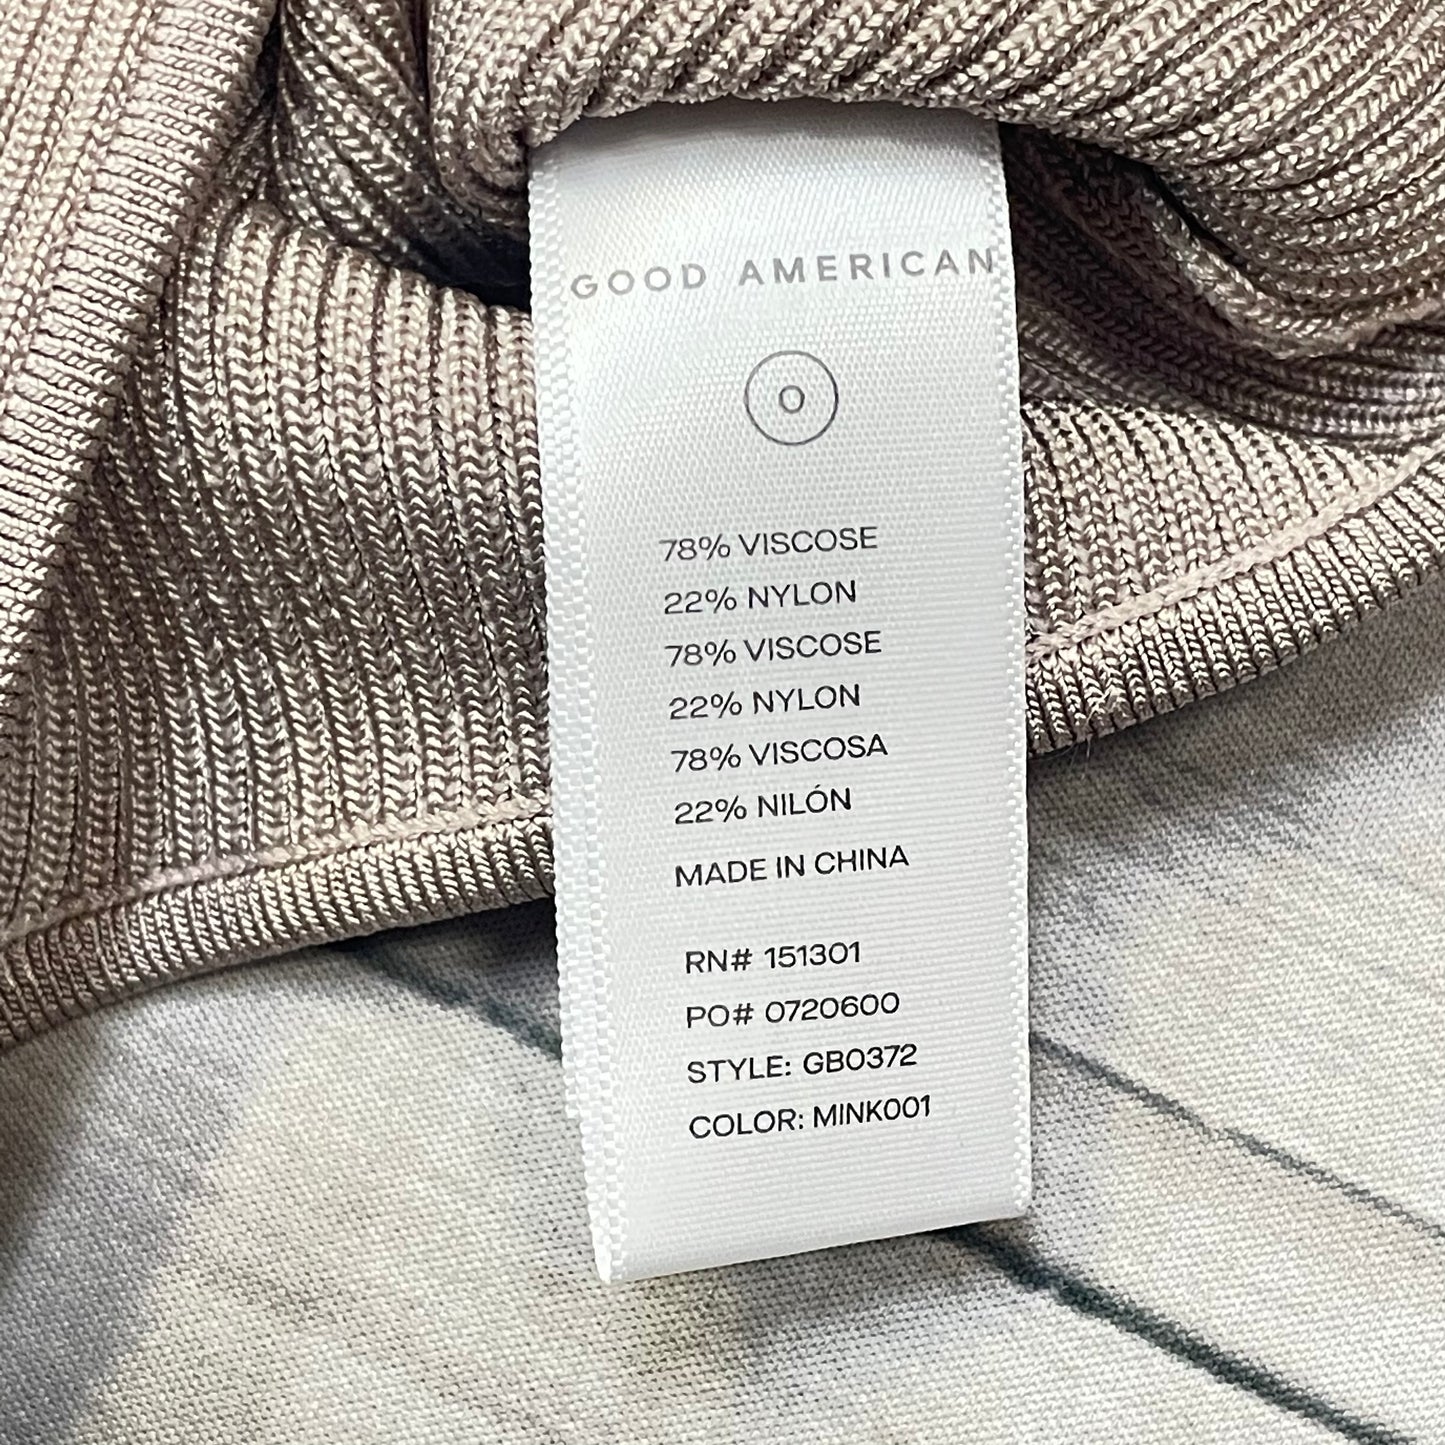 GOOD AMERICAN
0
78% VISCOSE
22% NYLON
78% VISCOSE
22% NYLON
78% VISCOSA
22% NILÓN
MADE IN CHINA
RN# 151301
PO# 0720600
STYLE: GB0372
COLOR: MINK001